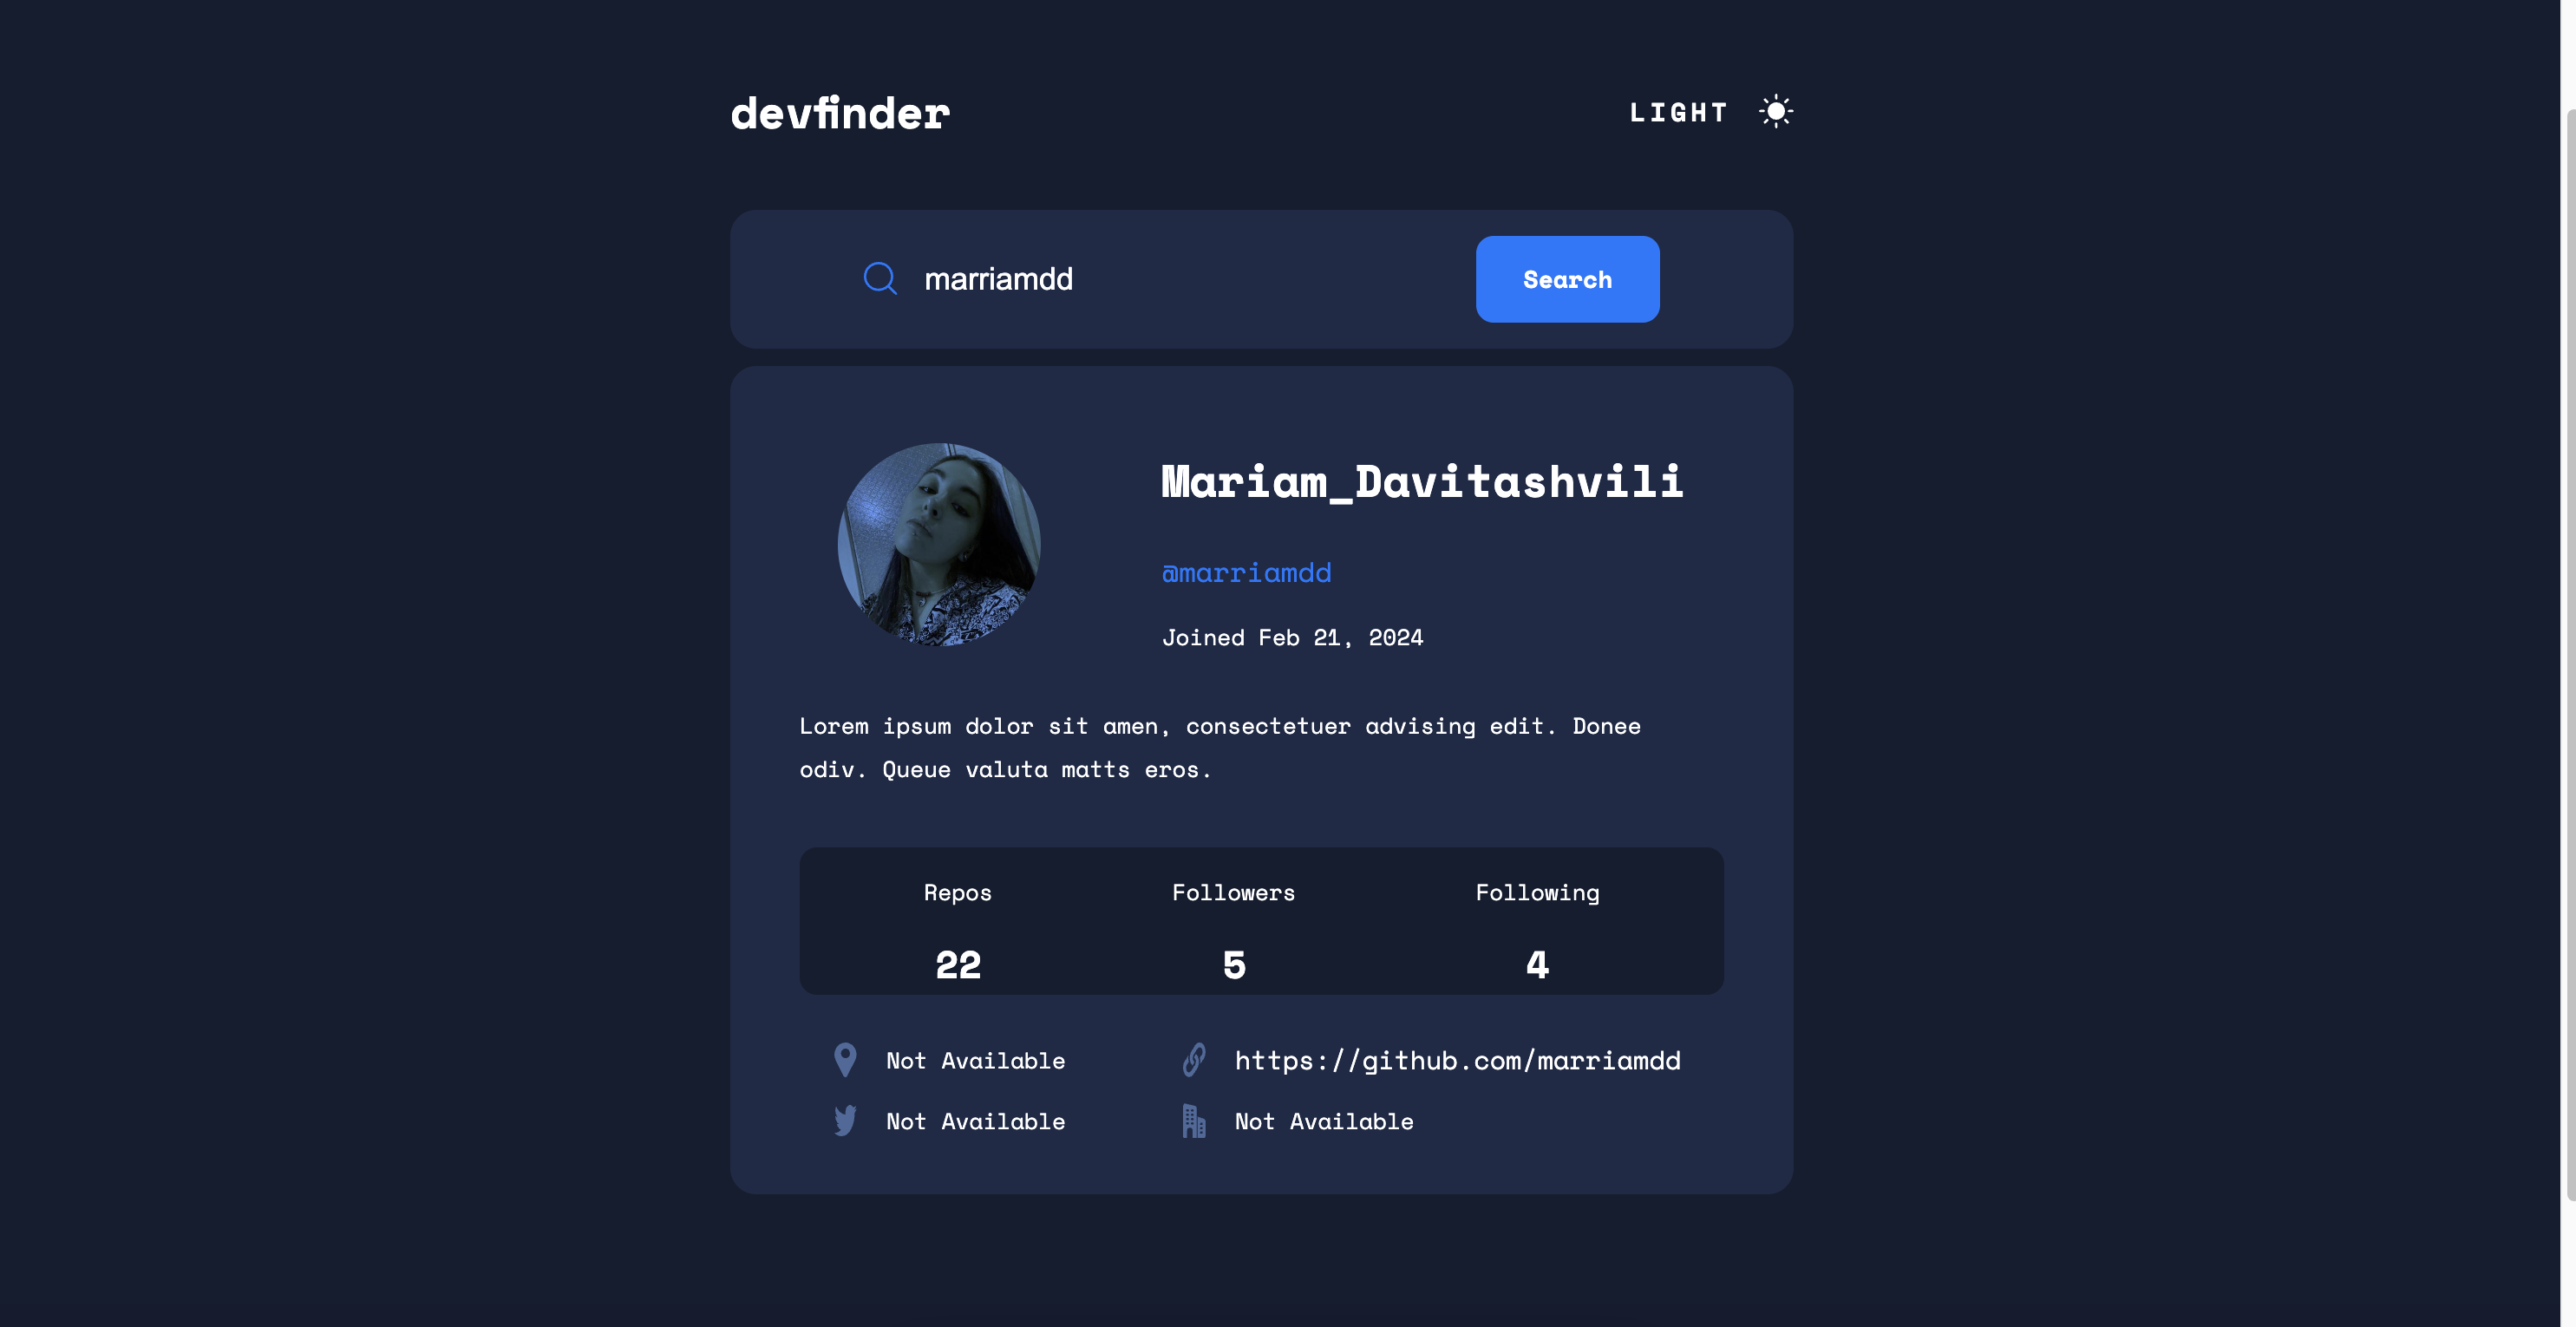 devfinder
LIGHT
marriamdd
Search
Mariam_Davitashvili
@marriamdd
Joined Feb 21, 2024
Lorem ipsum dolor sit amen, consectetuer advising edit. Donee
odiv. Queue valuta matts eros.
Repos Followers Following
22 5 4
Not Available https://github.com/marriamdd
Not Available Not Available